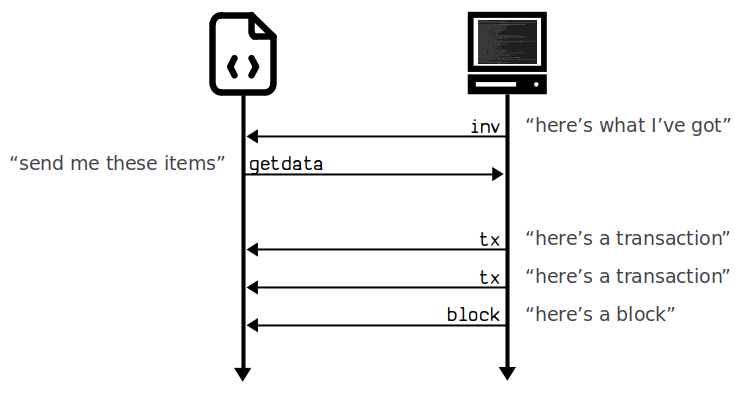 inv “here’s what I’ve got”
“send me these items” getdata
tx “here’s a transaction”
tx “here’s a transaction”
block “here’s a block”